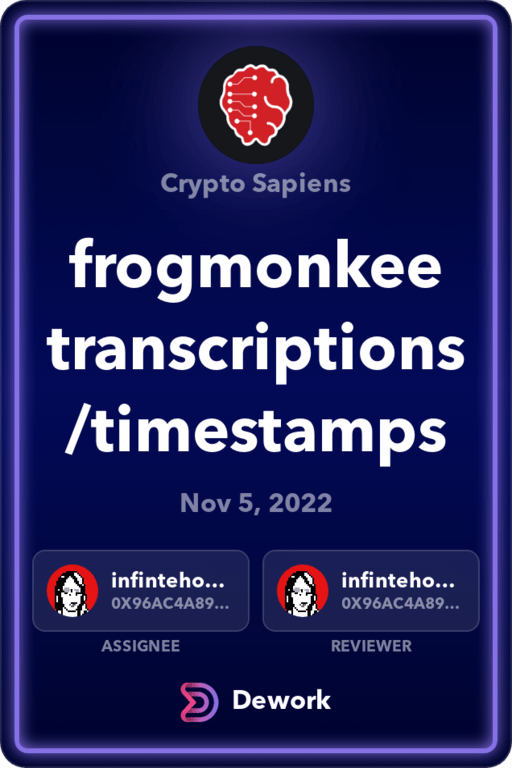 Crypto Sapiens
frogmonkee
transcriptions
/timestamps
Nov 5, 2022
infinteho...
0X96AC4A89...
ASSIGNEE
infinteho...
0X96AC4A89...
REVIEWER
Dework